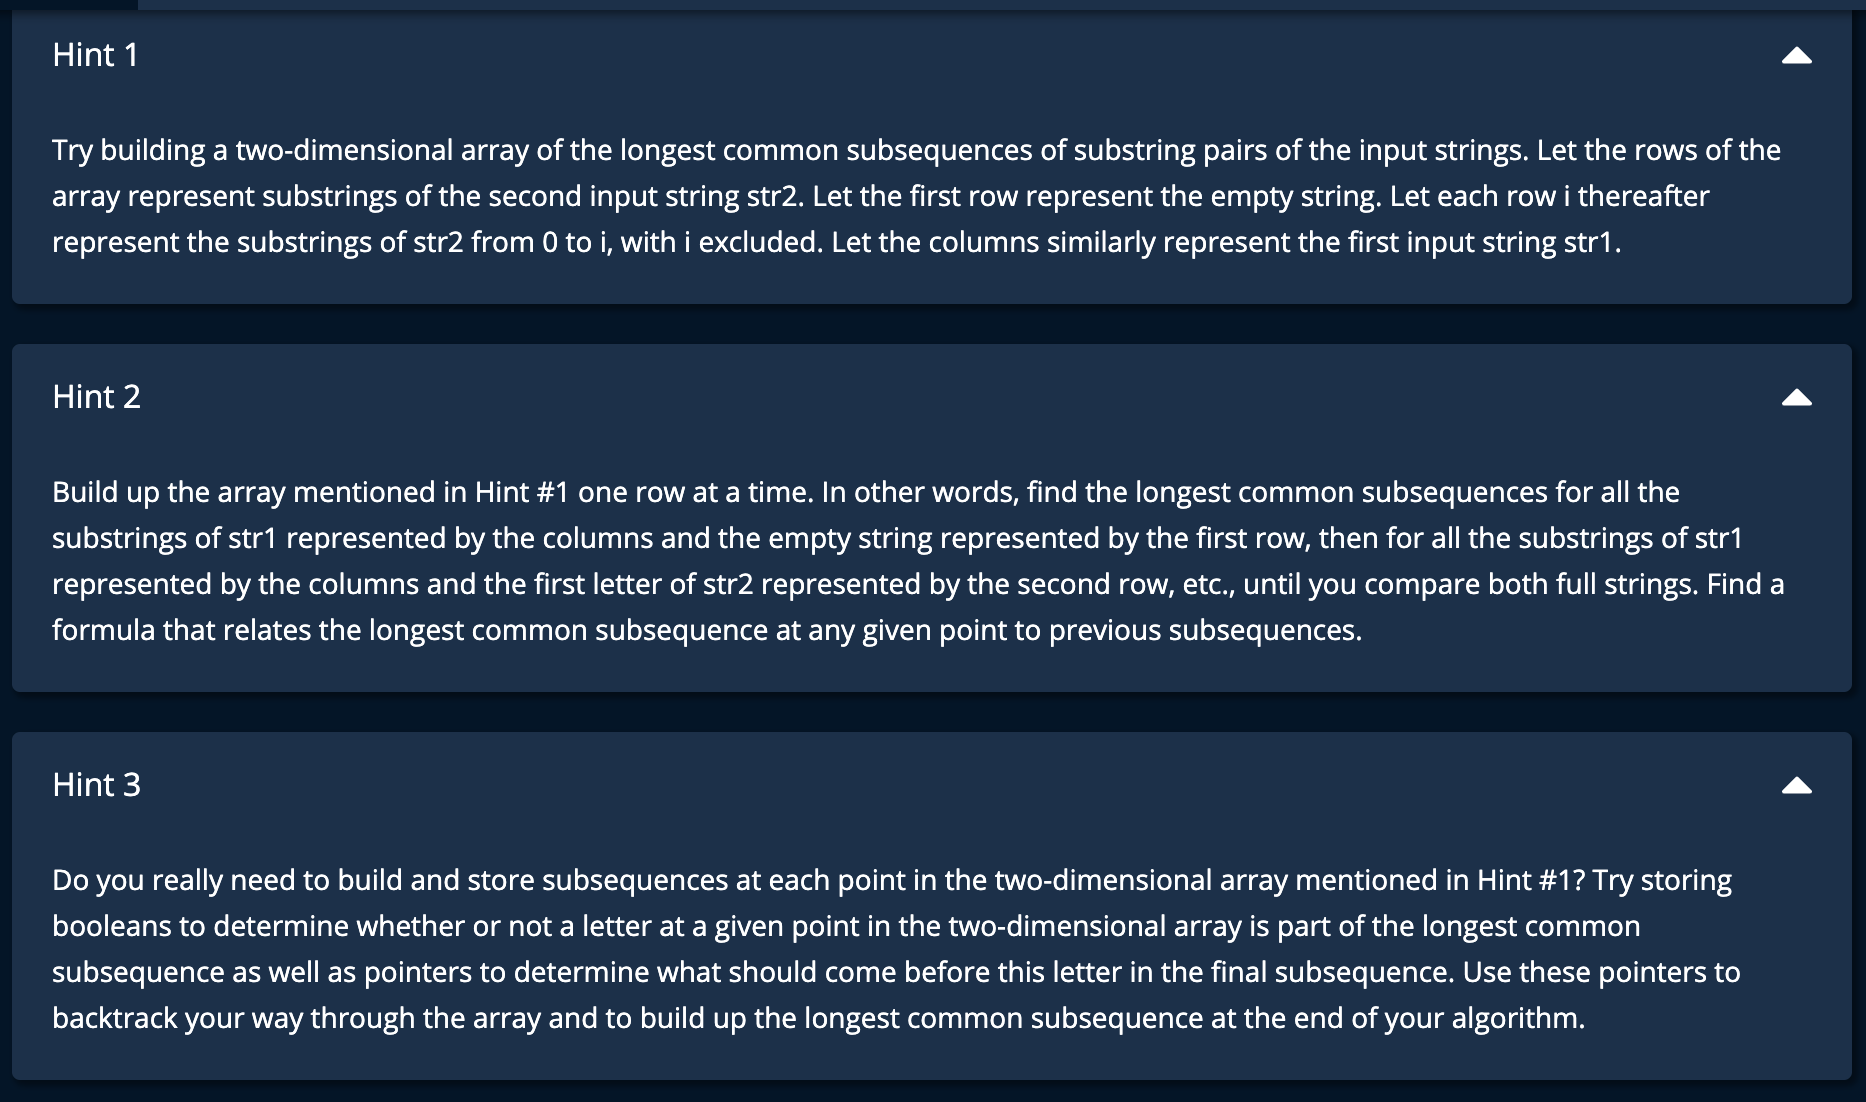 Hint 1
Try building a two-dimensional array of the longest common subsequences of substring pairs of the input strings. Let the rows of the
array represent substrings of the second input string str2. Let the first row represent the empty string. Let each row i thereafter
represent the substrings of str2 from 0 to i, with i excluded. Let the columns similarly represent the first input string str1.
Hint 2
Build up the array mentioned in Hint #1 one row at a time. In other words, find the longest common subsequences for all the
substrings of str1 represented by the columns and the empty string represented by the first row, then for all the substrings of str1
represented by the columns and the first letter of str2 represented by the second row, etc., until you compare both full strings. Find a
formula that relates the longest common subsequence at any given point to previous subsequences.
Hint 3
Do you really need to build and store subsequences at each point in the two-dimensional array mentioned in Hint #1? Try storing
booleans to determine whether or not a letter at a given point in the two-dimensional array is part of the longest common
subsequence as well as pointers to determine what should come before this letter in the final subsequence. Use these pointers to
backtrack your way through the array and to build up the longest common subsequence at the end of your algorithm.